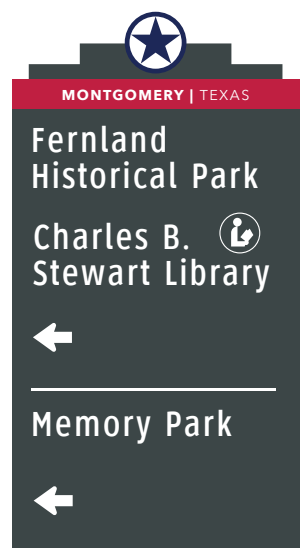 MONTGOMERY | TEXAS
Fernland
Historical Park
Charles B.
Stewart Library
Memory Park